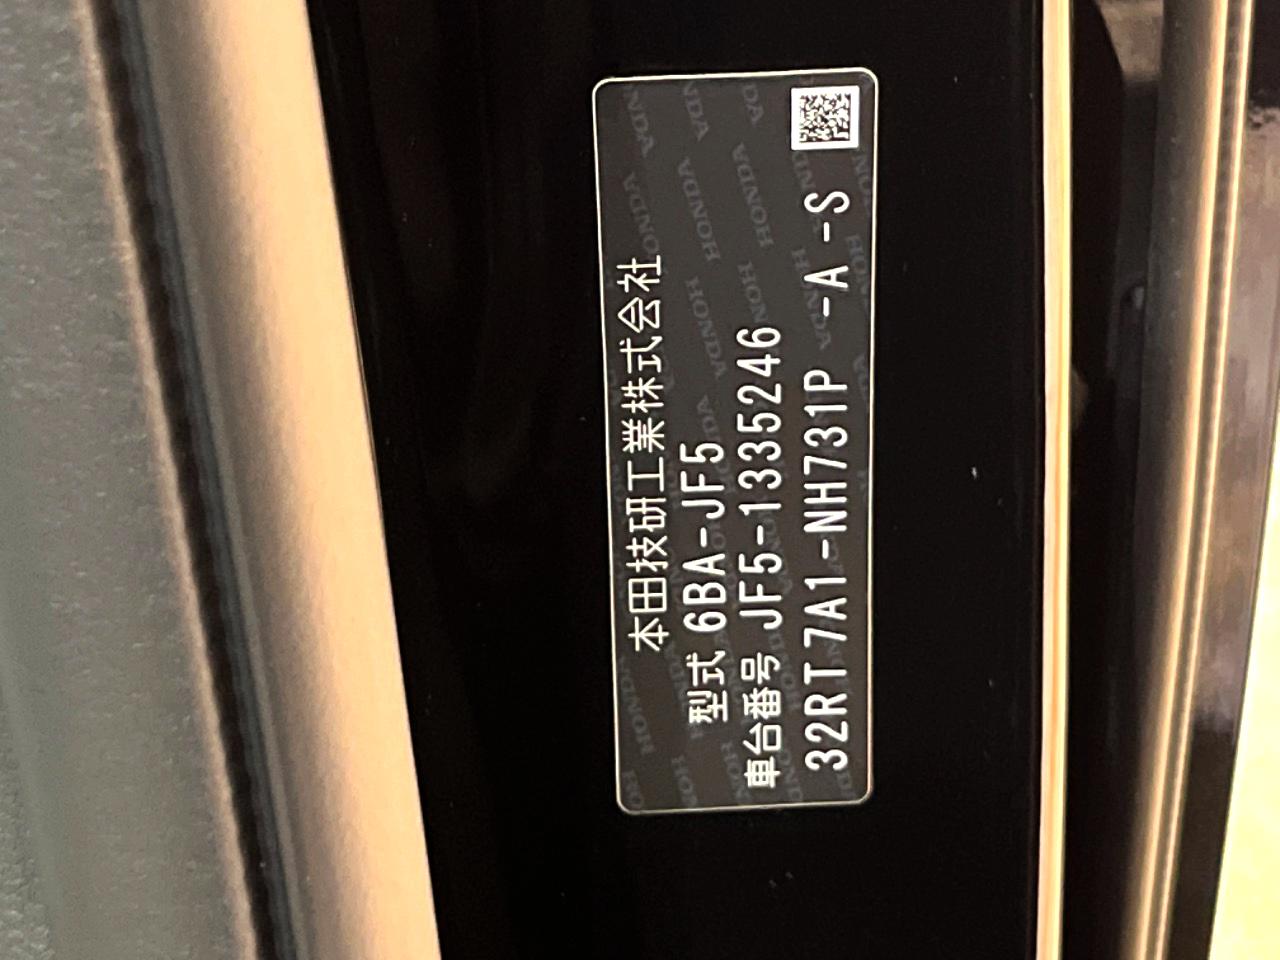 本田技研工業株式会社
型式 6BA-JF5
車台番号 JF5-1335246
32RT7A1-NH731P -A -S